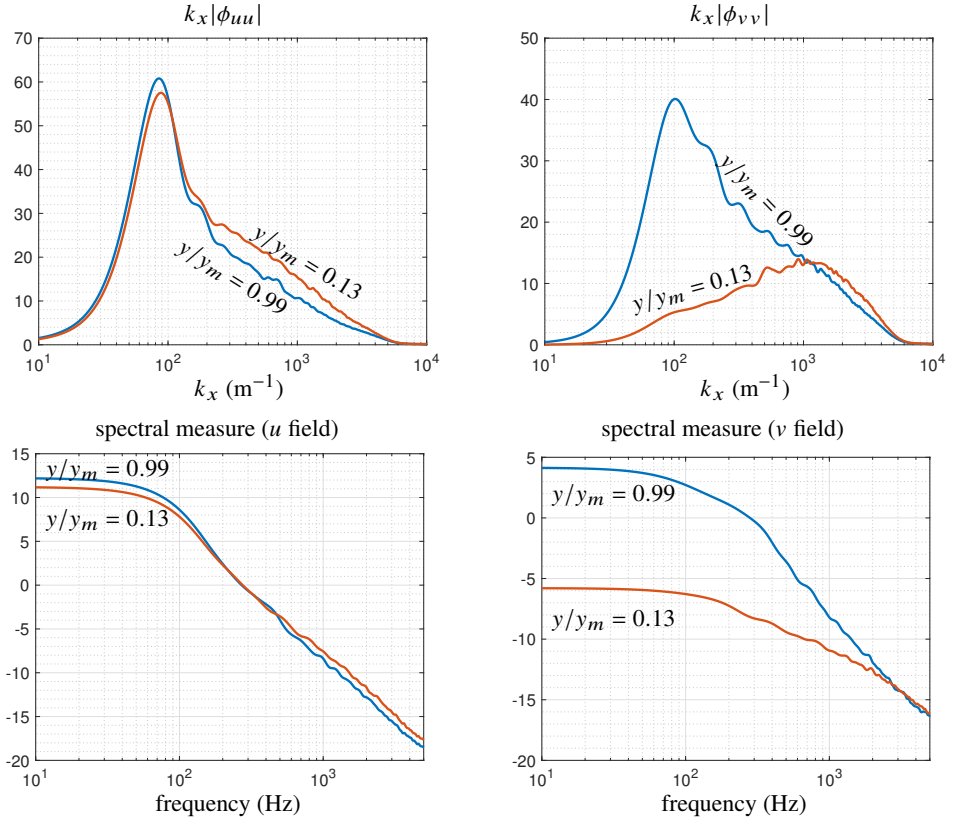 k_x|ϕ_{uu}|
70
60
50
40
30
20
10
0
y/y_m = 0.13
y/y_m = 0.99
10^1
10^2
10^3
10^4
k_x (m^{−1})
k_x|ϕ_{vv}|
50
40
30
20
10
0
y/y_m = 0.99
y/y_m = 0.13
10^1
10^2
10^3
10^4
k_x (m^{−1})
spectral measure (u field)
15
10
5
0
-5
-10
-15
-20
y/y_m = 0.99
y/y_m = 0.13
10^1
10^2
10^3
frequency (Hz)
spectral measure (v field)
5
0
-5
-10
-15
-20
y/y_m = 0.99
y/y_m = 0.13
10^1
10^2
10^3
frequency (Hz)